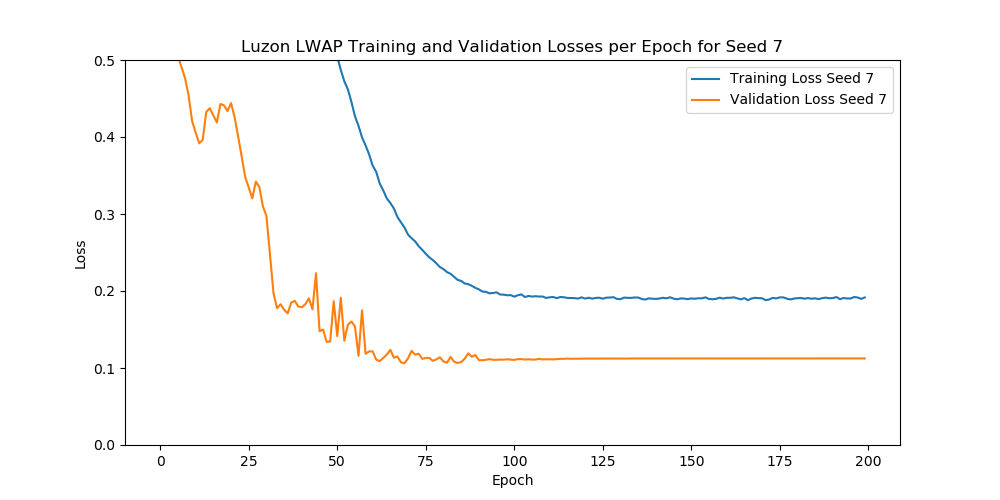 Luzon LWAP Training and Validation Losses per Epoch for Seed 7
Training Loss Seed 7
Validation Loss Seed 7
Loss
0.5
0.4
0.3
0.2
0.1
0.0
0 25 50 75 100 125 150 175 200
Epoch